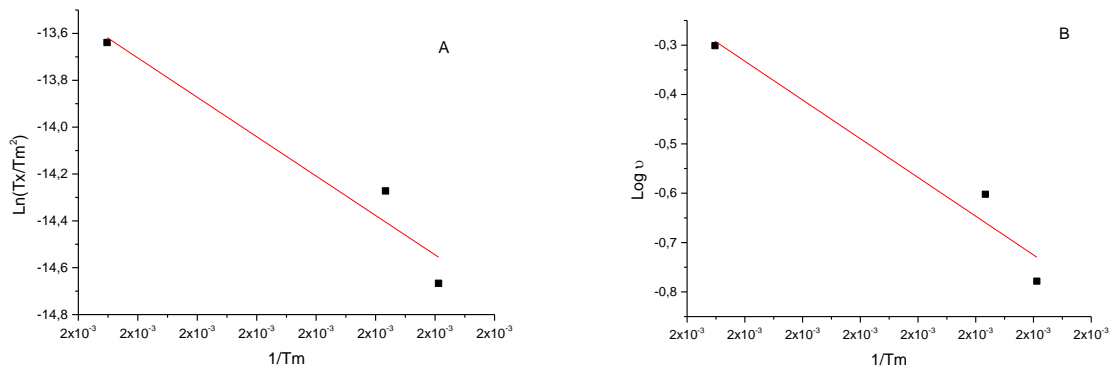 A
-13,6
-13,8
-14,0
-14,2
-14,4
-14,6
-14,8
Ln(Tx/Tm²)
2x10⁻³ 2x10⁻³ 2x10⁻³ 2x10⁻³ 2x10⁻³ 2x10⁻³ 2x10⁻³ 2x10⁻³
1/Tm
B
-0,3
-0,4
-0,5
-0,6
-0,7
-0,8
Log υ
2x10⁻³ 2x10⁻³ 2x10⁻³ 2x10⁻³ 2x10⁻³ 2x10⁻³ 2x10⁻³ 2x10⁻³
1/Tm